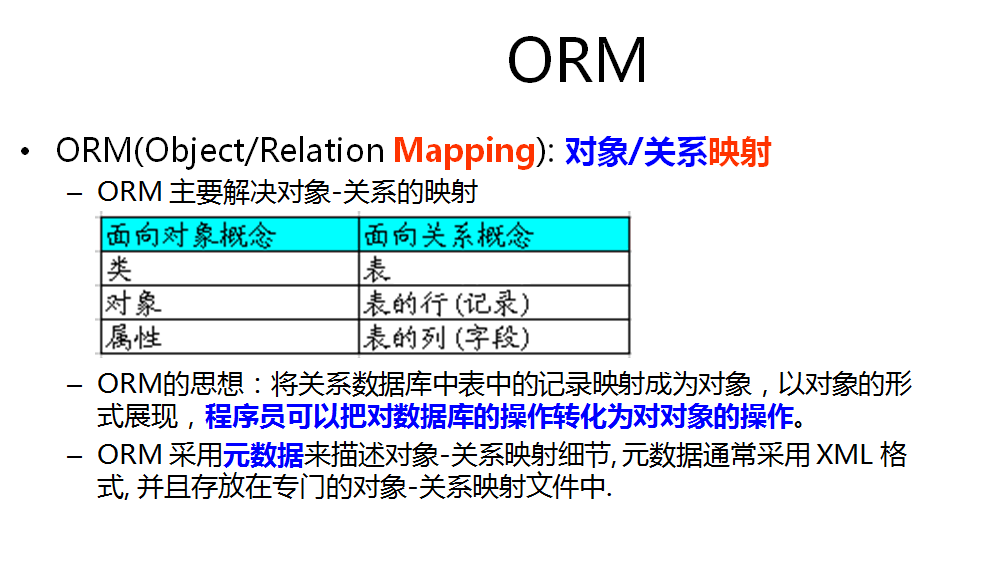 ORM
• ORM(Object/Relation Mapping): 对象/关系映射
– ORM 主要解决对象-关系的映射
面向对象概念 面向关系概念
类 表
对象 表的行(记录)
属性 表的列(字段)
– ORM的思想：将关系数据库中表中的记录映射成为对象，以对象的形
式展现，程序员可以把对数据库的操作转化为对对象的操作。
– ORM 采用元数据来描述对象-关系映射细节, 元数据通常采用 XML 格
式, 并且存放在专门的对象-关系映射文件中.